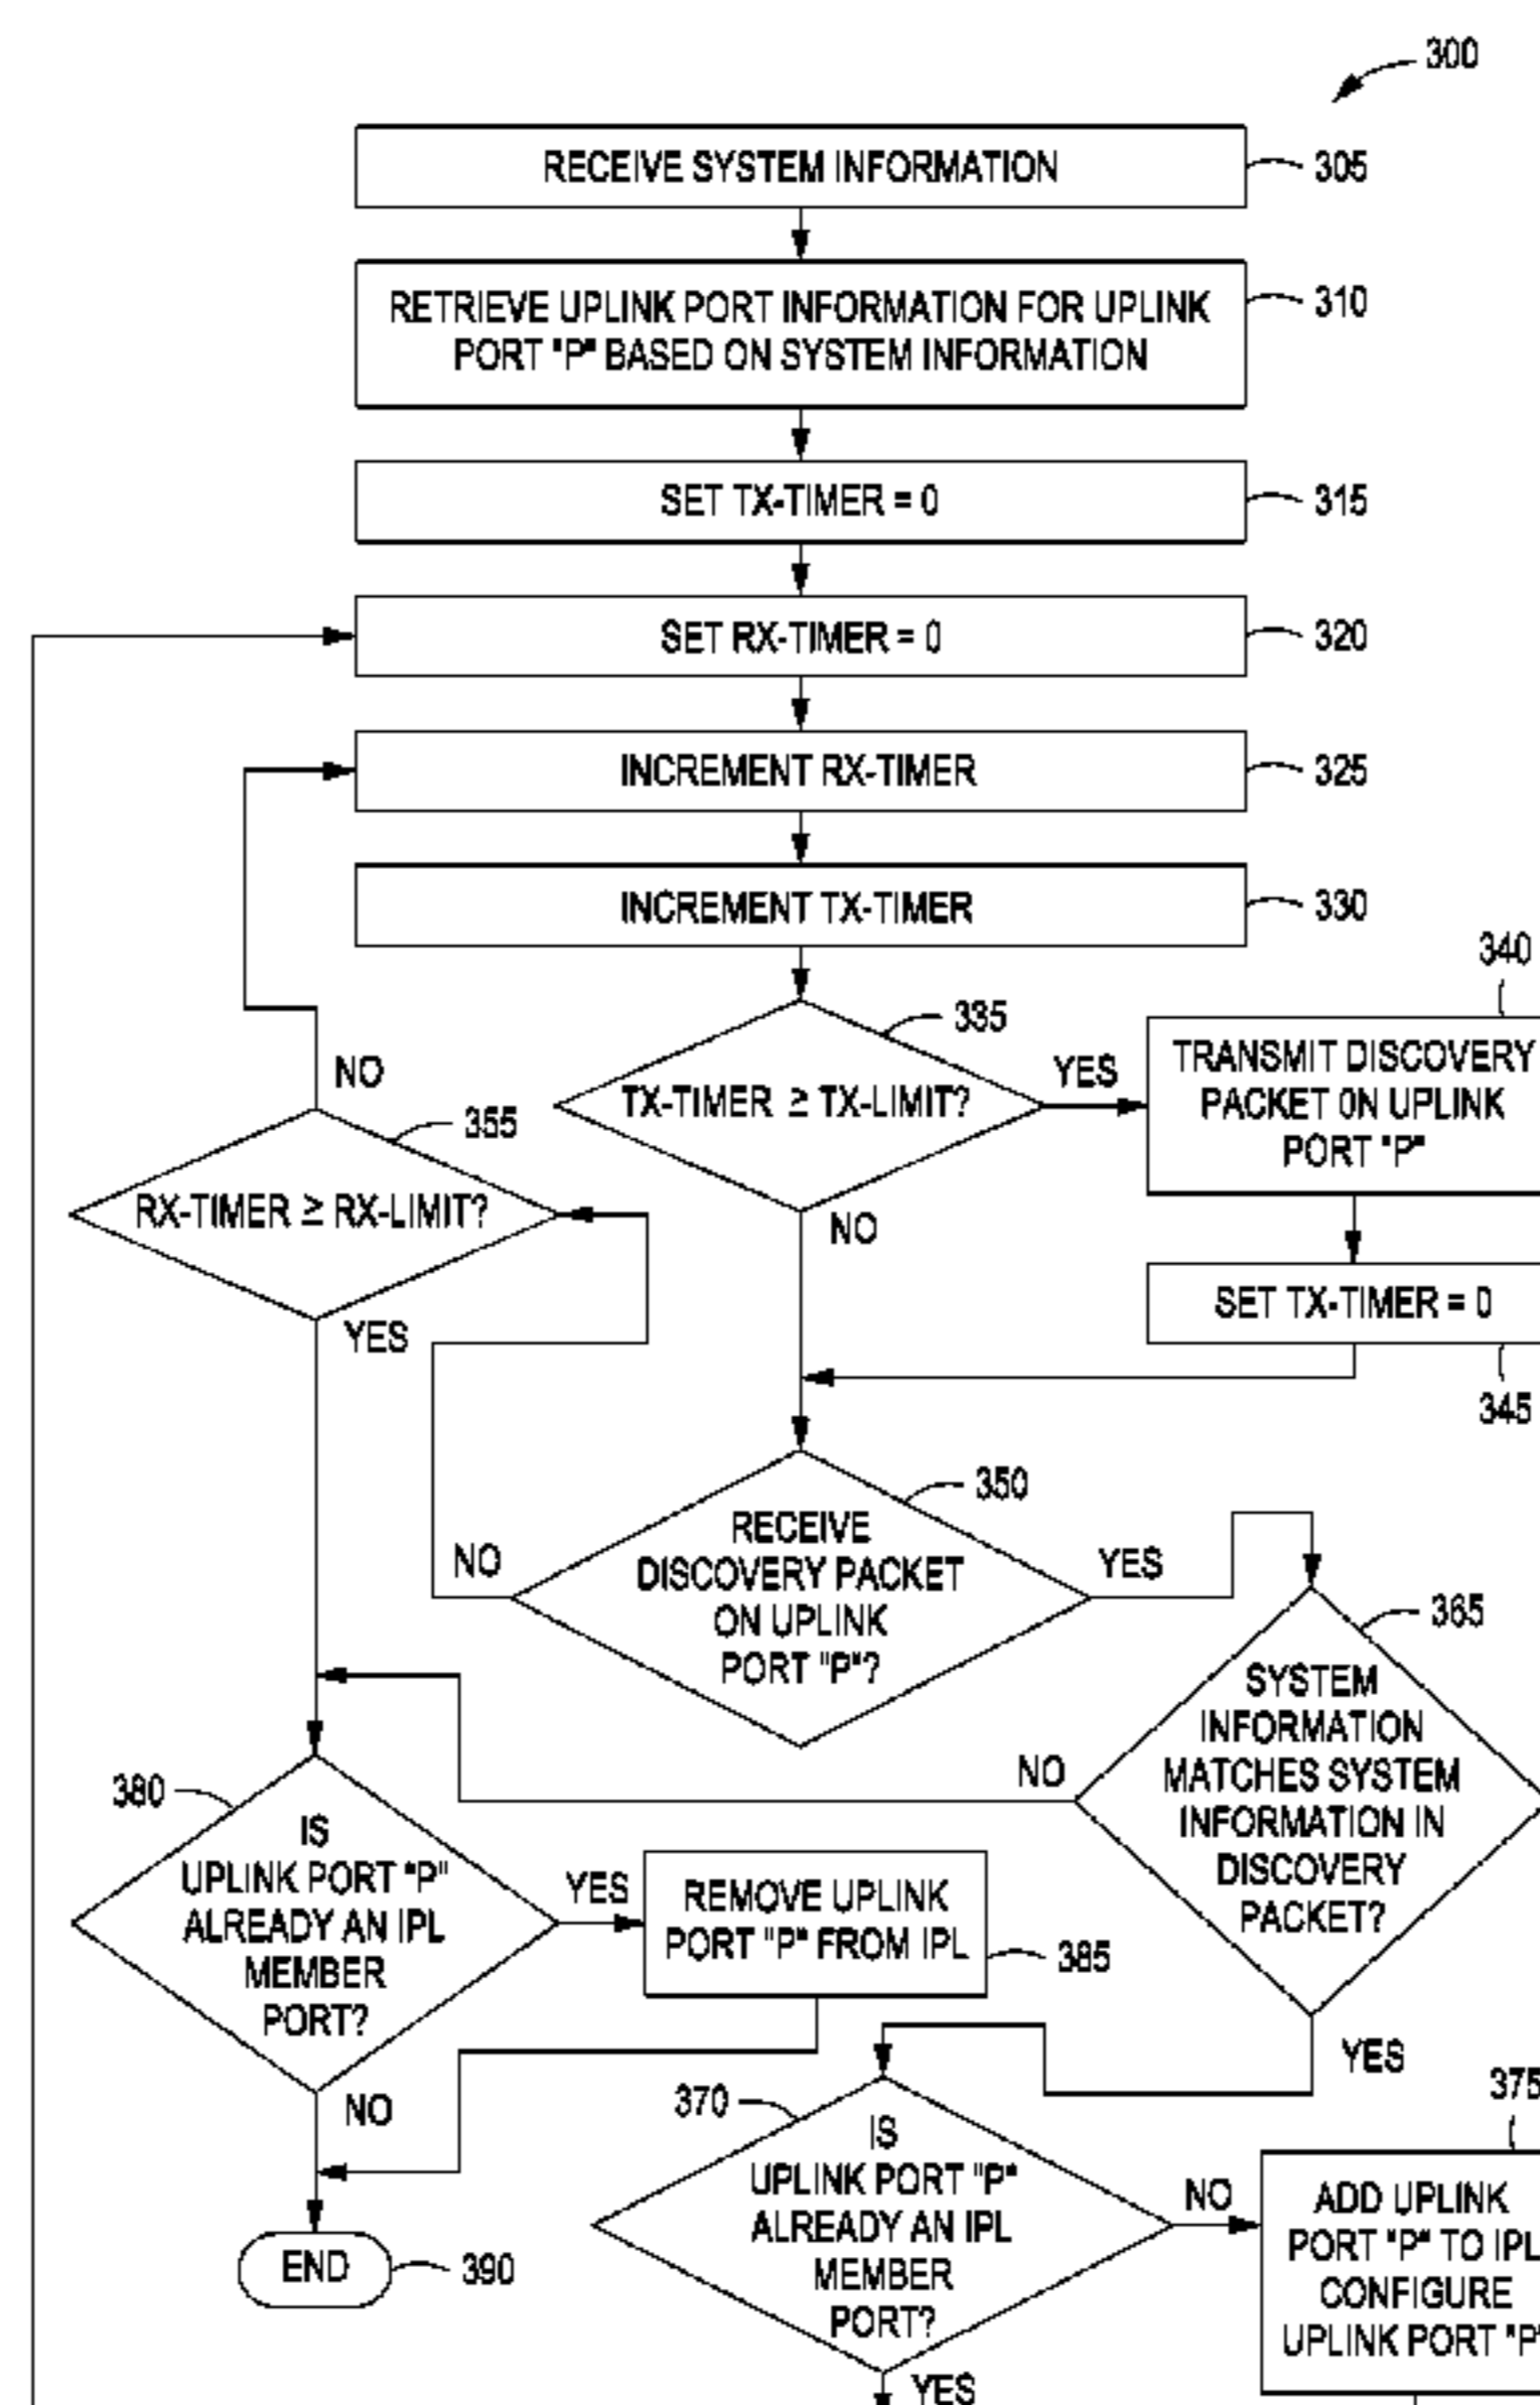 300
RECEIVE SYSTEM INFORMATION
305
RETRIEVE UPLINK PORT INFORMATION FOR UPLINK
PORT "P" BASED ON SYSTEM INFORMATION
310
SET TX-TIMER = 0
315
SET RX-TIMER = 0
320
INCREMENT RX-TIMER
325
INCREMENT TX-TIMER
330
335
TX-TIMER ≥ TX-LIMIT?
YES
NO
340
TRANSMIT DISCOVERY
PACKET ON UPLINK
PORT "P"
SET TX-TIMER = 0
345
NO
355
RX-TIMER ≥ RX-LIMIT?
YES
350
RECEIVE
DISCOVERY PACKET
ON UPLINK
PORT "P"?
NO
YES
365
SYSTEM
INFORMATION
MATCHES SYSTEM
INFORMATION IN
DISCOVERY
PACKET?
NO
YES
380
IS
UPLINK PORT "P"
ALREADY AN IPL
MEMBER
PORT?
YES
NO
REMOVE UPLINK
PORT "P" FROM IPL
385
370
IS
UPLINK PORT "P"
ALREADY AN IPL
MEMBER
PORT?
NO
YES
375
ADD UPLINK
PORT "P" TO IPL
CONFIGURE
UPLINK PORT "P"
END
390